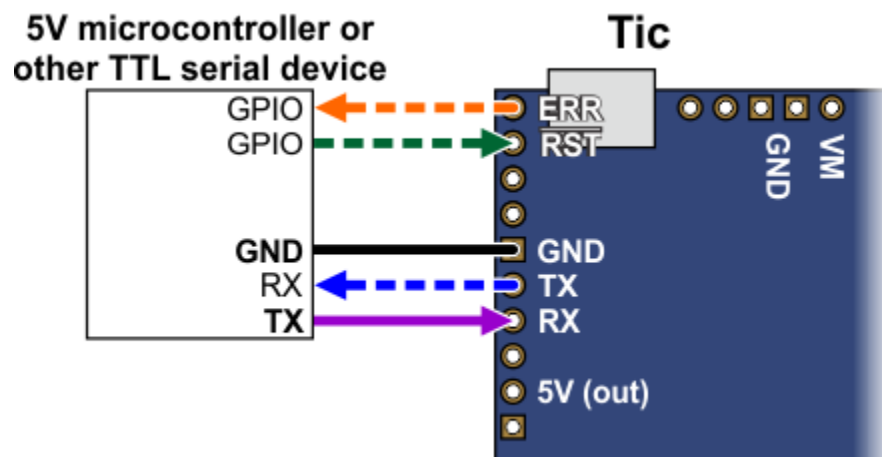 5V microcontroller or
other TTL serial device
Tic
GPIO
GPIO
GND
RX
TX
ERR
RST
GND
TX
RX
5V (out)
GND
VM